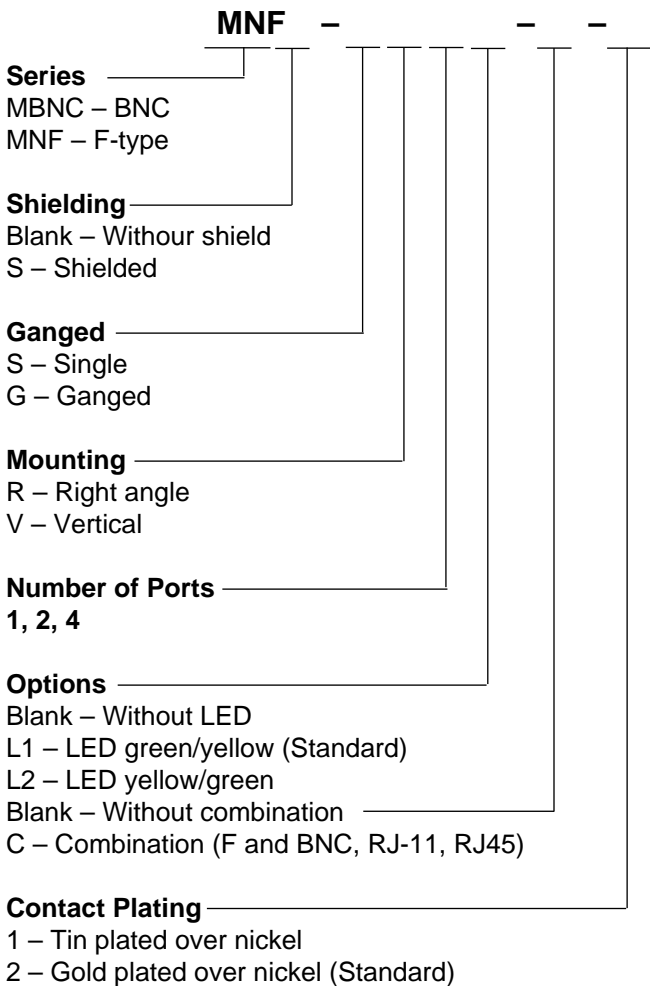 MNF – – –
Series
MBNC – BNC
MNF – F-type
Shielding
Blank – Withour shield
S – Shielded
Ganged
S – Single
G – Ganged
Mounting
R – Right angle
V – Vertical
Number of Ports
1, 2, 4
Options
Blank – Without LED
L1 – LED green/yellow (Standard)
L2 – LED yellow/green
Blank – Without combination
C – Combination (F and BNC, RJ-11, RJ45)
Contact Plating
1 – Tin plated over nickel
2 – Gold plated over nickel (Standard)